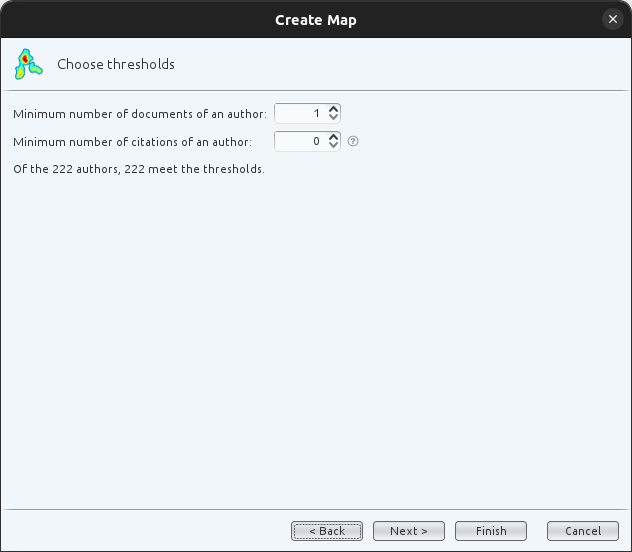 Create Map
Choose thresholds
Minimum number of documents of an author: 1
Minimum number of citations of an author: 0 ?
Of the 222 authors, 222 meet the thresholds.
< Back Next > Finish Cancel